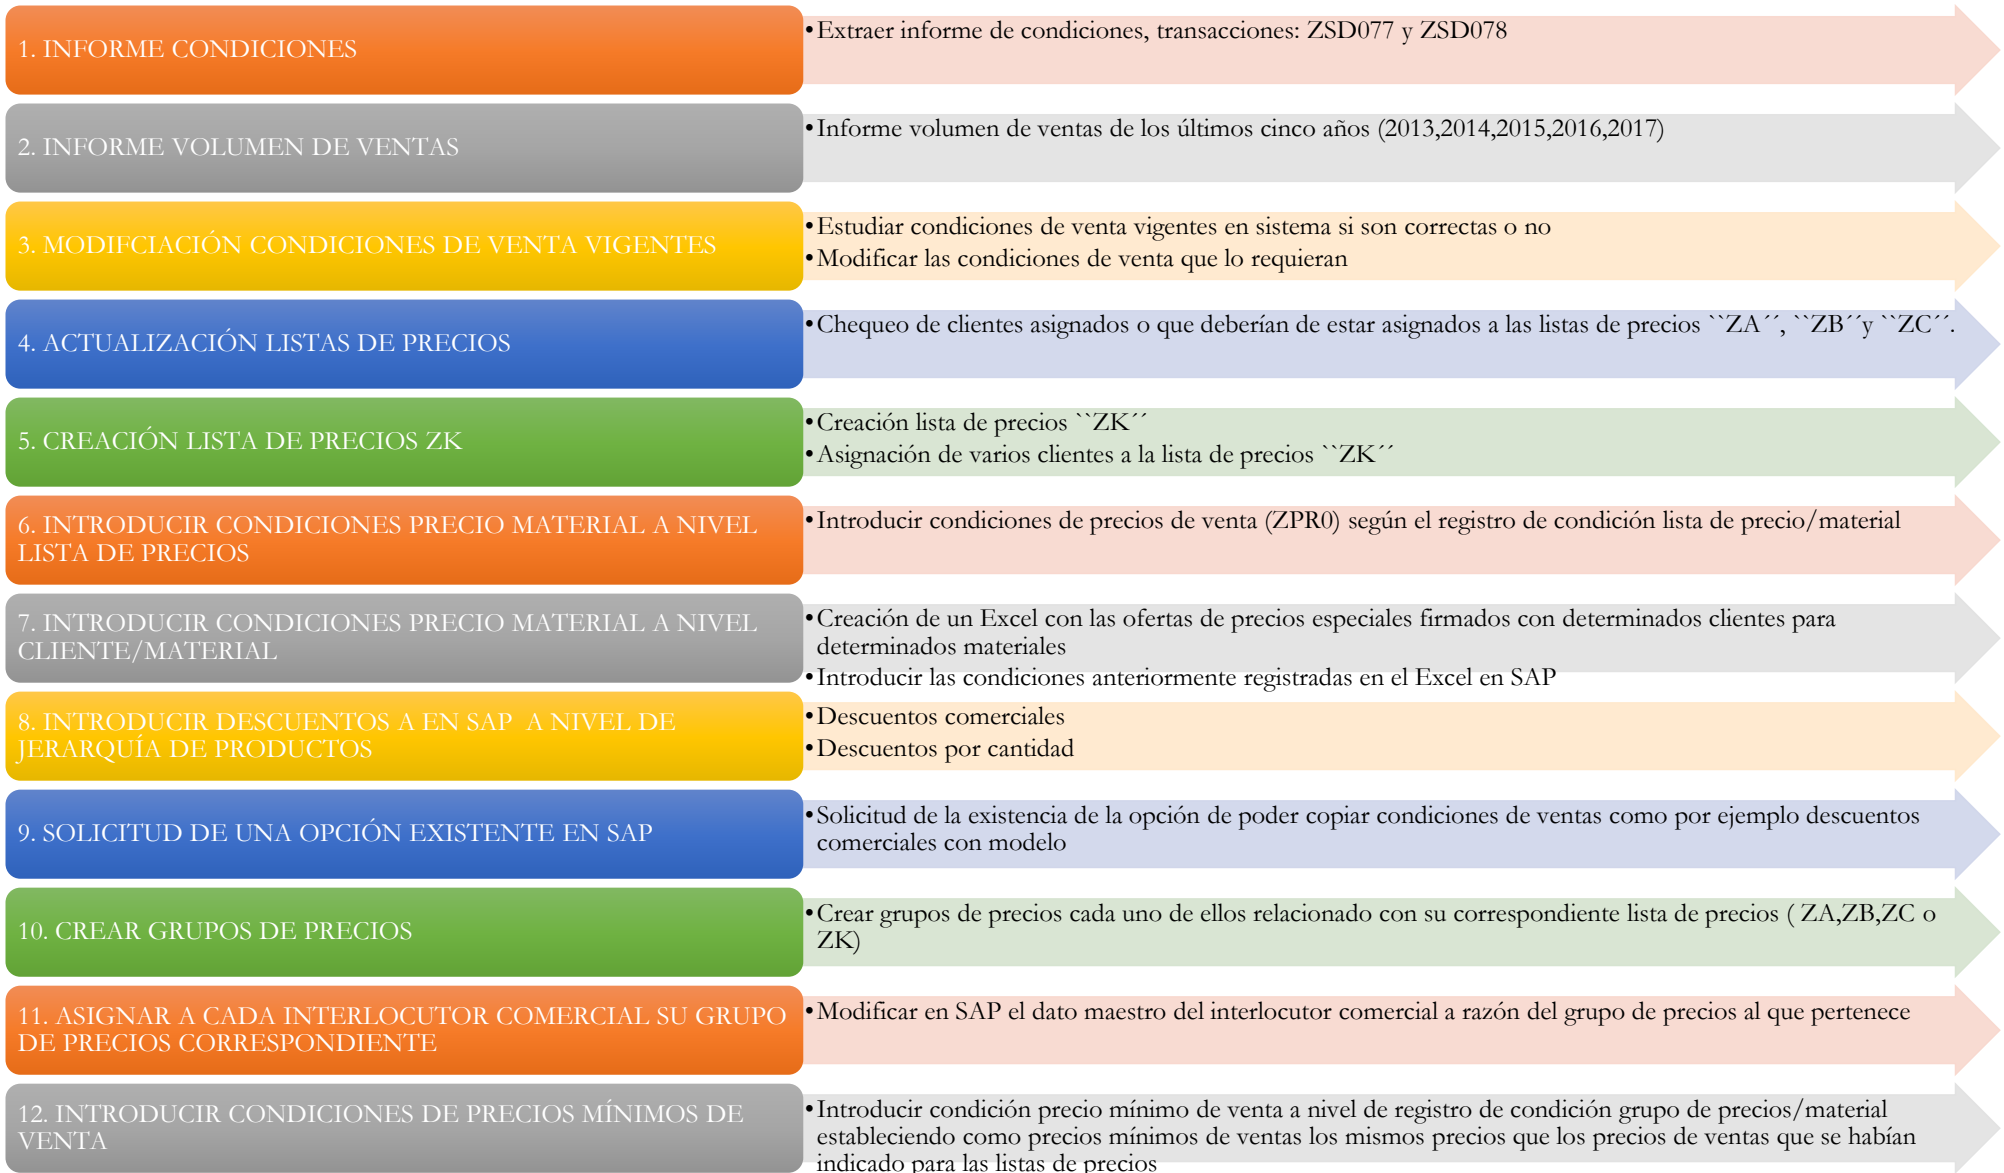 1. INFORME CONDICIONES
•Extraer informe de condiciones, transacciones: ZSD077 y ZSD078
2. INFORME VOLUMEN DE VENTAS
•Informe volumen de ventas de los últimos cinco años (2013,2014,2015,2016,2017)
3. MODIFCIACIÓN CONDICIONES DE VENTA VIGENTES
•Estudiar condiciones de venta vigentes en sistema si son correctas o no
•Modificar las condiciones de venta que lo requieran
4. ACTUALIZACIÓN LISTAS DE PRECIOS
•Chequeo de clientes asignados o que deberían de estar asignados a las listas de precios ``ZA´´, ``ZB´´y ``ZC´´.
5. CREACIÓN LISTA DE PRECIOS ZK
•Creación lista de precios ``ZK´´
•Asignación de varios clientes a la lista de precios ``ZK´´
6. INTRODUCIR CONDICIONES PRECIO MATERIAL A NIVEL
LISTA DE PRECIOS
•Introducir condiciones de precios de venta (ZPR0) según el registro de condición lista de precio/material
7. INTRODUCIR CONDICIONES PRECIO MATERIAL A NIVEL
CLIENTE/MATERIAL
•Creación de un Excel con las ofertas de precios especiales firmados con determinados clientes para
determinados materiales
•Introducir las condiciones anteriormente registradas en el Excel en SAP
8. INTRODUCIR DESCUENTOS A EN SAP A NIVEL DE
JERARQUÍA DE PRODUCTOS
•Descuentos comerciales
•Descuentos por cantidad
9. SOLICITUD DE UNA OPCIÓN EXISTENTE EN SAP
•Solicitud de la existencia de la opción de poder copiar condiciones de ventas como por ejemplo descuentos
comerciales con modelo
10. CREAR GRUPOS DE PRECIOS
•Crear grupos de precios cada uno de ellos relacionado con su correspondiente lista de precios ( ZA,ZB,ZC o
ZK)
11. ASIGNAR A CADA INTERLOCUTOR COMERCIAL SU GRUPO
DE PRECIOS CORRESPONDIENTE
•Modificar en SAP el dato maestro del interlocutor comercial a razón del grupo de precios al que pertenece
12. INTRODUCIR CONDICIONES DE PRECIOS MÍNIMOS DE
VENTA
•Introducir condición precio mínimo de venta a nivel de registro de condición grupo de precios/material
estableciendo como precios mínimos de ventas los mismos precios que los precios de ventas que se habían
indicado para las listas de precios